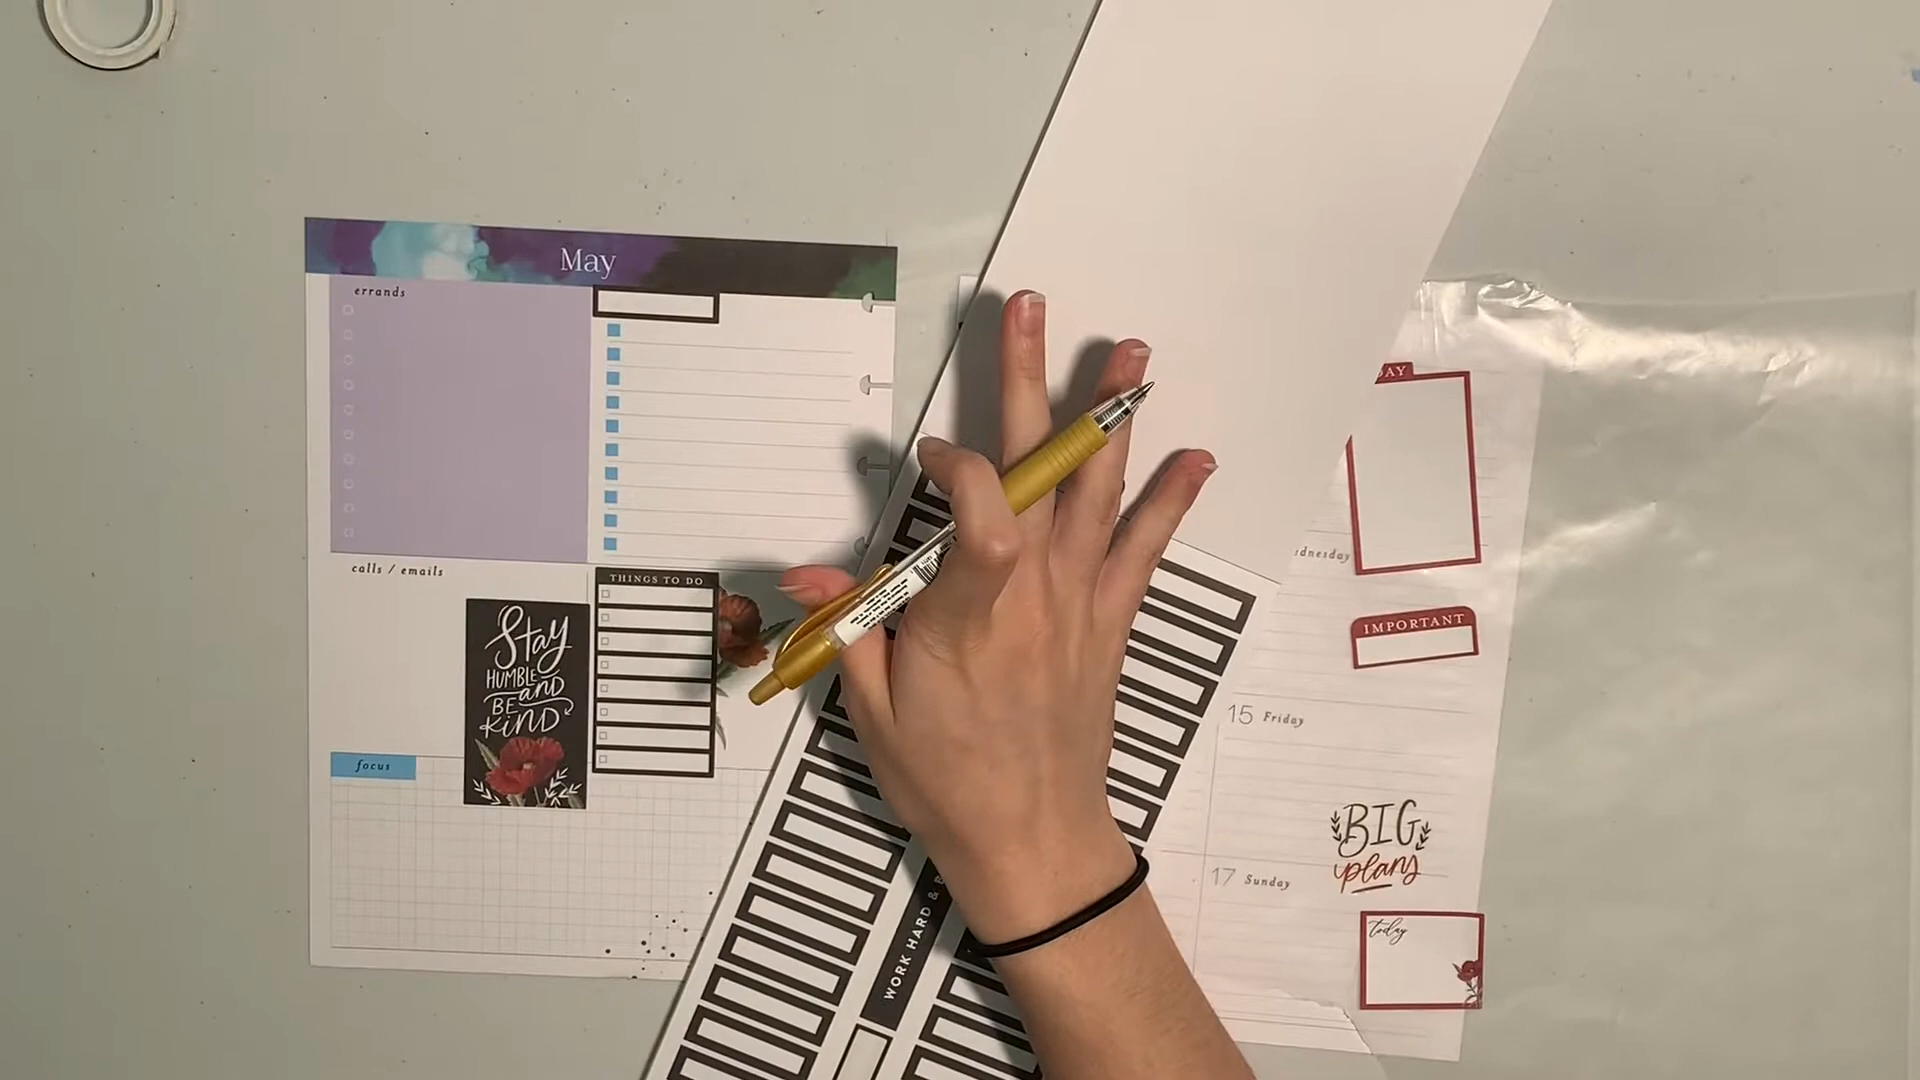 May
errands
calls / emails
THINGS TO DO
Stay
HUMBLE
and
BE
KIND
focus
WORK HARD &
DAY
IMPORTANT
15 Friday
BIG
plans
17 Sunday
today